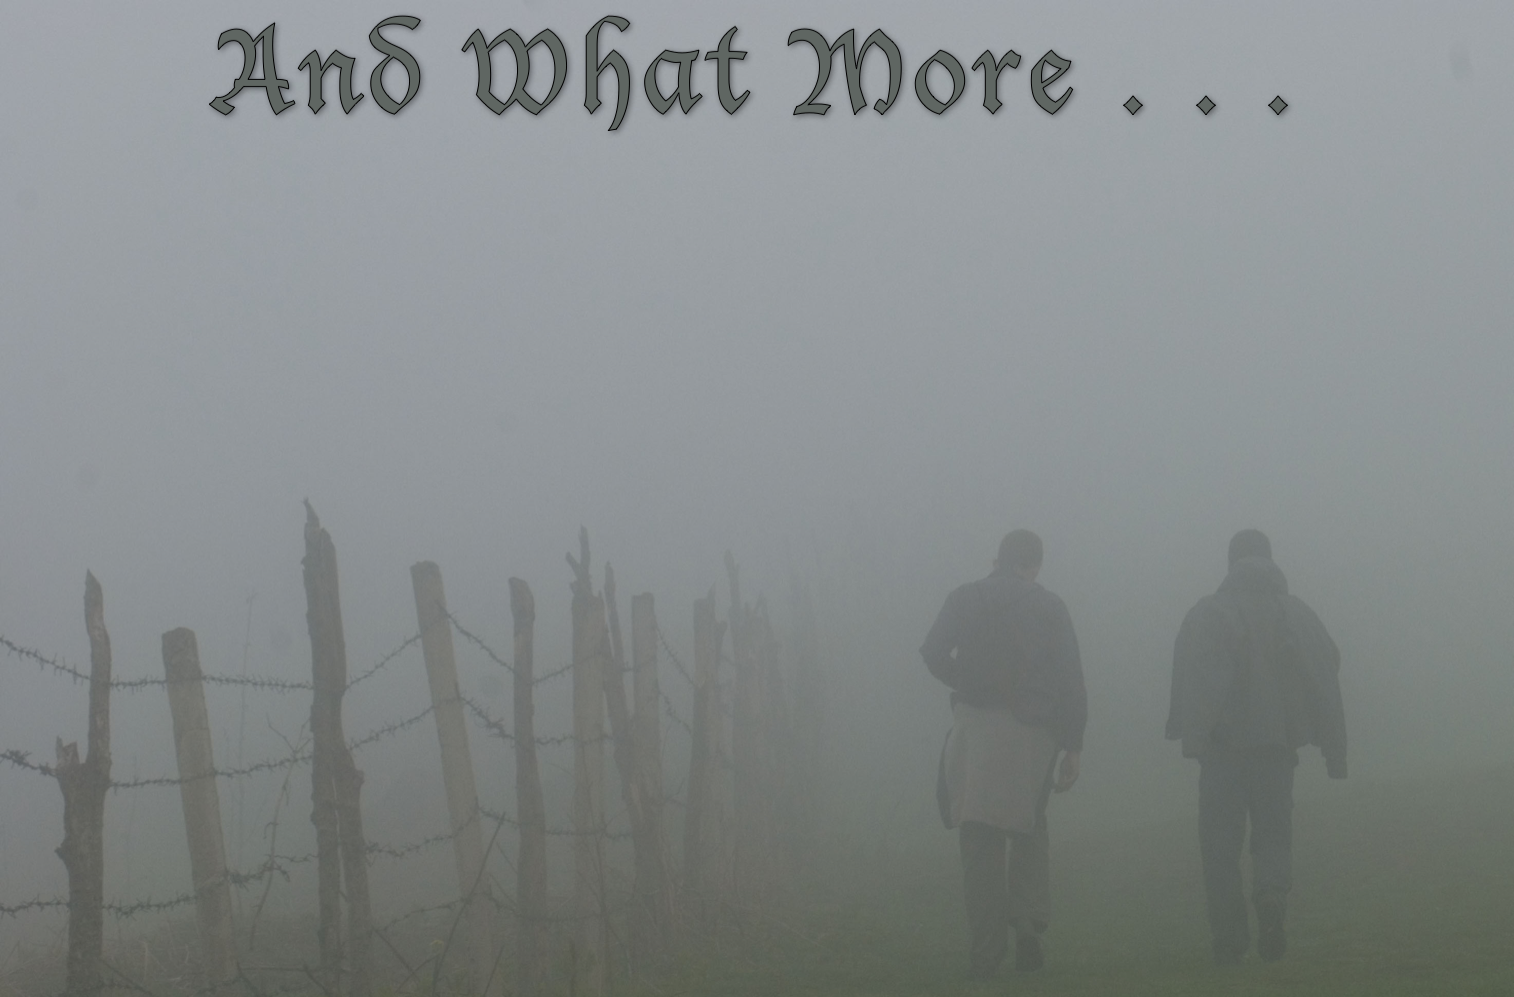 And What More . . .